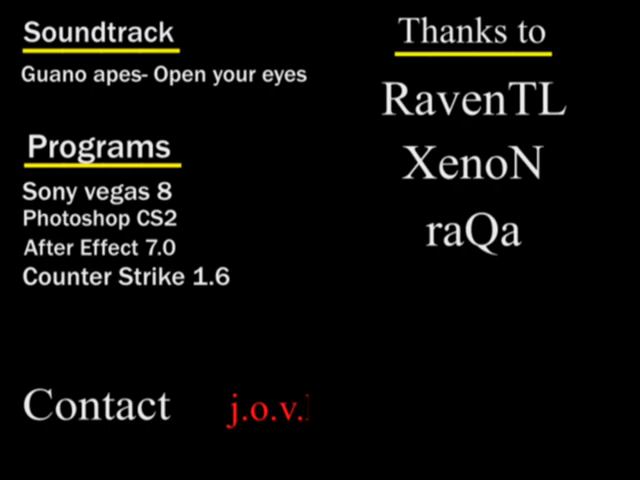 Soundtrack
Guano apes- Open your eyes
Programs
Sony vegas 8
Photoshop CS2
After Effect 7.0
Counter Strike 1.6
Thanks to
RavenTL
XenoN
raQa
Contact
j.o.v.